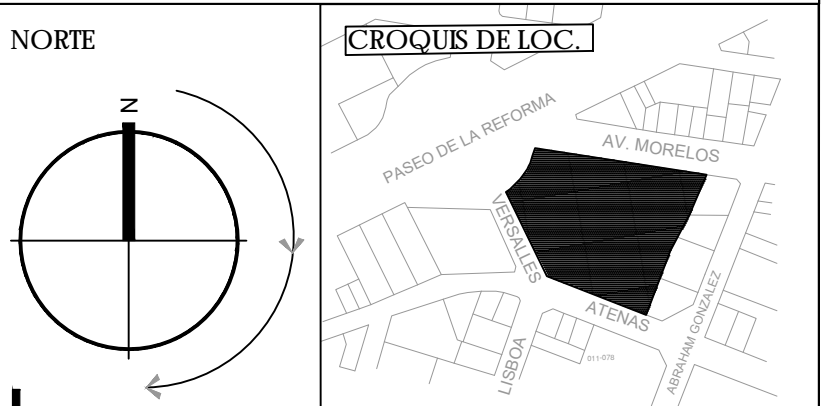 NORTE
N
CROQUIS DE LOC.
PASEO DE LA REFORMA
AV. MORELOS
VERSALLES
ATENAS
LISBOA
011-078
ABRAHAM GONZALEZ